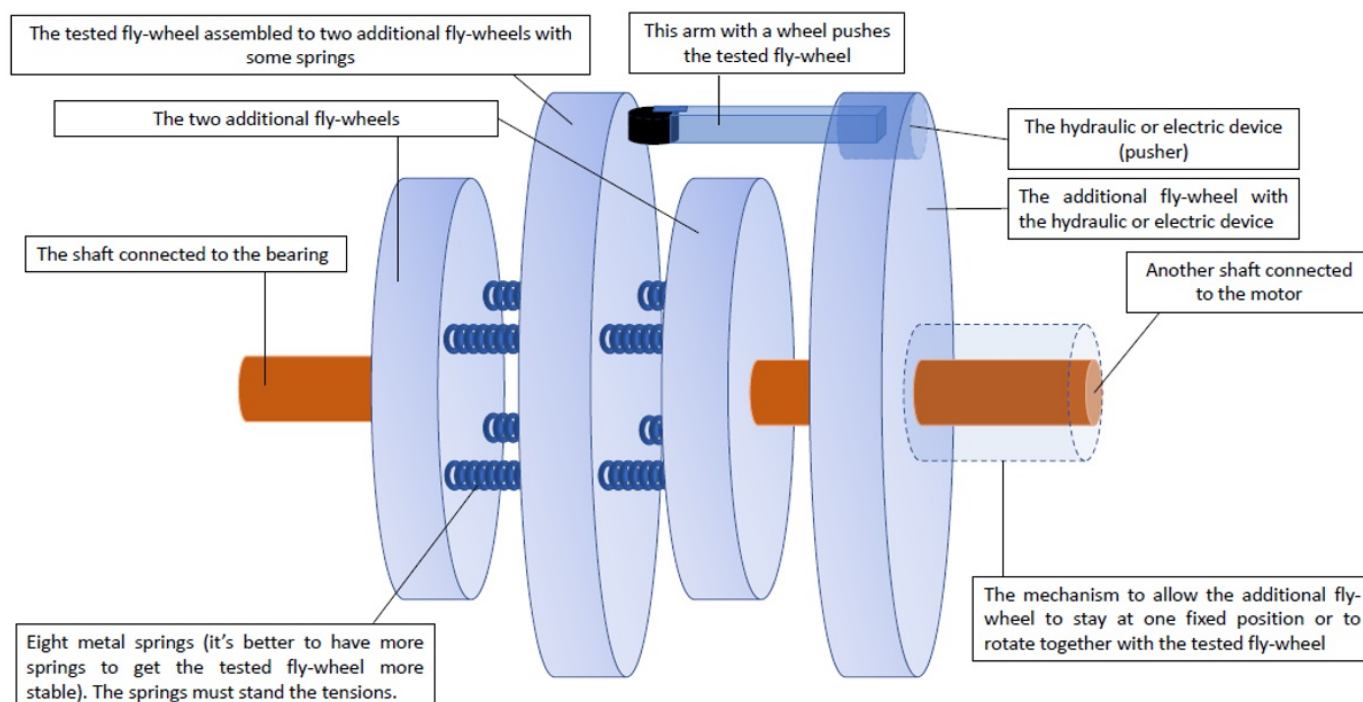 The tested fly-wheel assembled to two additional fly-wheels with
some springs
This arm with a wheel pushes
the tested fly-wheel
The two additional fly-wheels
The hydraulic or electric device
(pusher)
The additional fly-wheel with
the hydraulic or electric device
The shaft connected to the bearing
Another shaft connected
to the motor
Eight metal springs (it's better to have more
springs to get the tested fly-wheel more
stable). The springs must stand the tensions.
The mechanism to allow the additional fly-
wheel to stay at one fixed position or to
rotate together with the tested fly-wheel